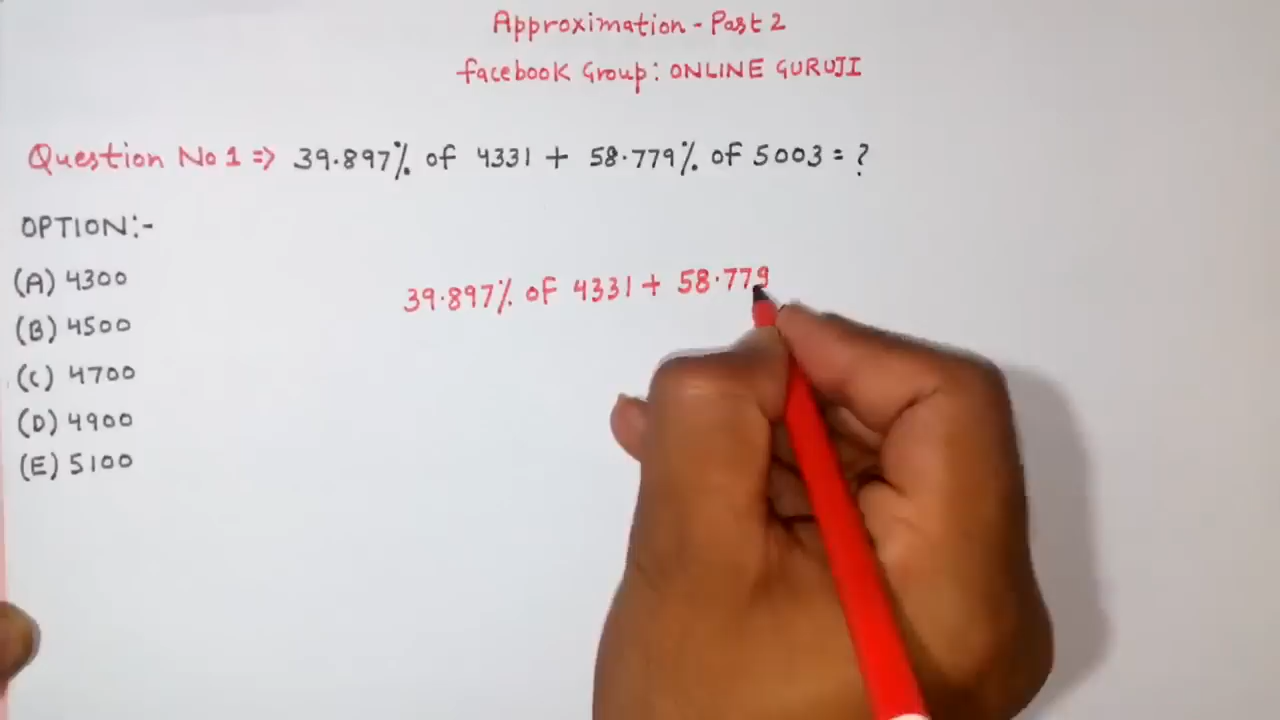 Approximation - Part 2
facebook Group: ONLINE GURUJI
Question No 1 => 39.897% of 4331 + 58.779% of 5003 = ?
OPTION:-
(A) 4300
(B) 4500
(C) 4700
(D) 4900
(E) 5100
39.897% of 4331 + 58.779